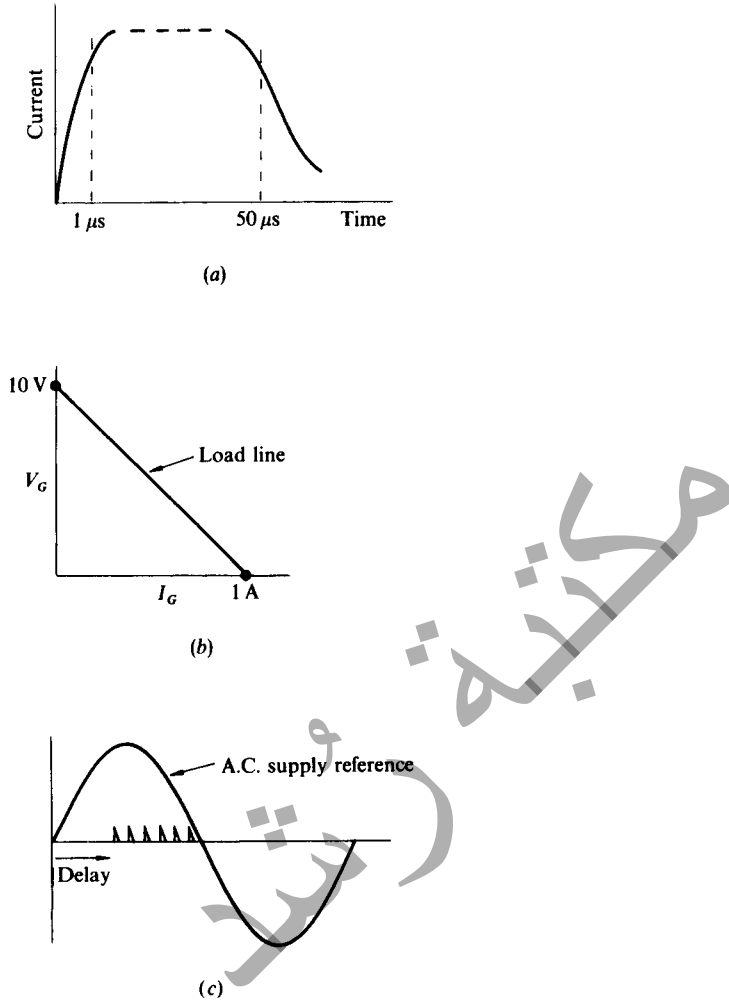 Current
1 μs
50 μs
Time
(a)
10 V
Load line
V_G
I_G
1 A
(b)
مكتبة رشد
A.C. supply reference
Delay
(c)